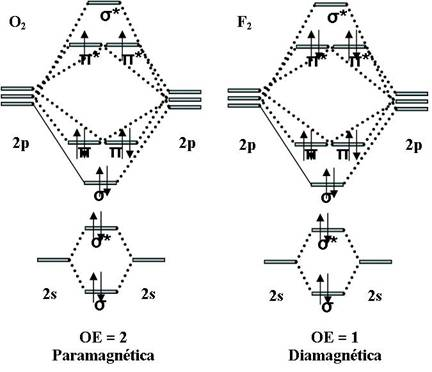 O₂ F₂
σ* σ*
π* π* π* π*
2p 2p 2p 2p
π π π π
σ σ
σ* σ*
2s 2s 2s 2s
σ σ
OE = 2 OE = 1
Paramagnética Diamagnética